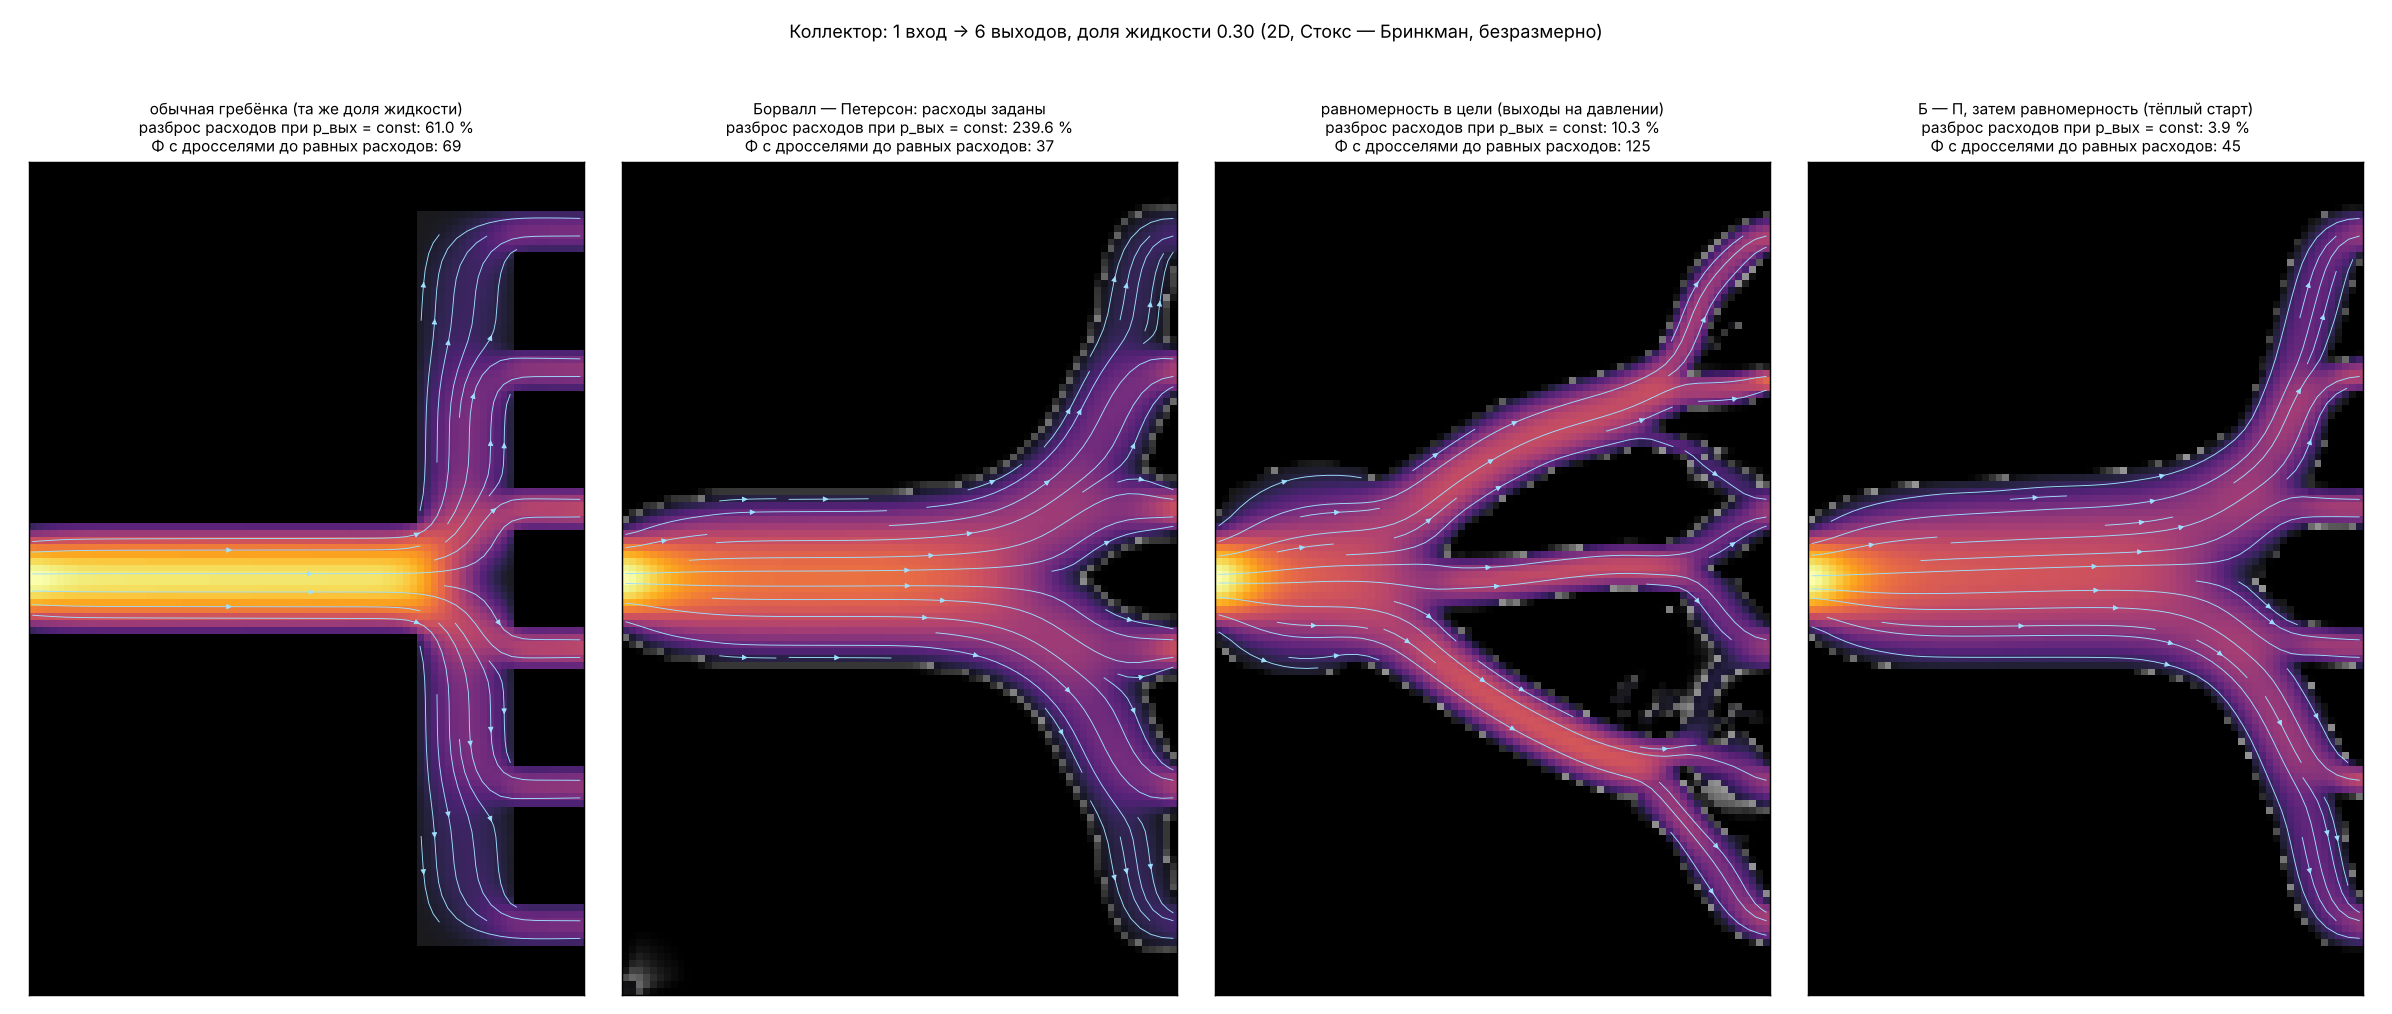 Коллектор: 1 вход → 6 выходов, доля жидкости 0.30 (2D, Стокс — Бринкман, безразмерно)
обычная гребёнка (та же доля жидкости)
разброс расходов при p_вых = const: 61.0 %
Φ с дросселями до равных расходов: 69
Борвалл — Петерсон: расходы заданы
разброс расходов при p_вых = const: 239.6 %
Φ с дросселями до равных расходов: 37
равномерность в цели (выходы на давлении)
разброс расходов при p_вых = const: 10.3 %
Φ с дросселями до равных расходов: 125
Б — П, затем равномерность (тёплый старт)
разброс расходов при p_вых = const: 3.9 %
Φ с дросселями до равных расходов: 45